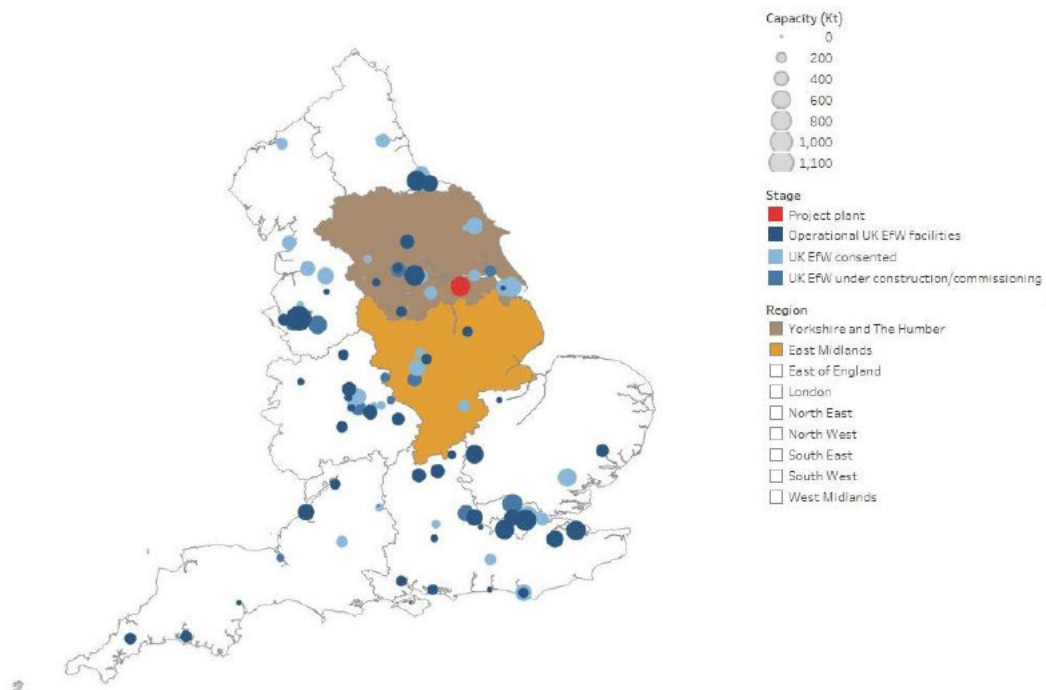 Capacity (Kt)
0
200
400
600
800
1,000
1,100
Stage
Project plant
Operational UK EfW facilities
UK EfW consented
UK EfW under construction/commissioning
Region
Yorkshire and The Humber
East Midlands
East of England
London
North East
North West
South East
South West
West Midlands